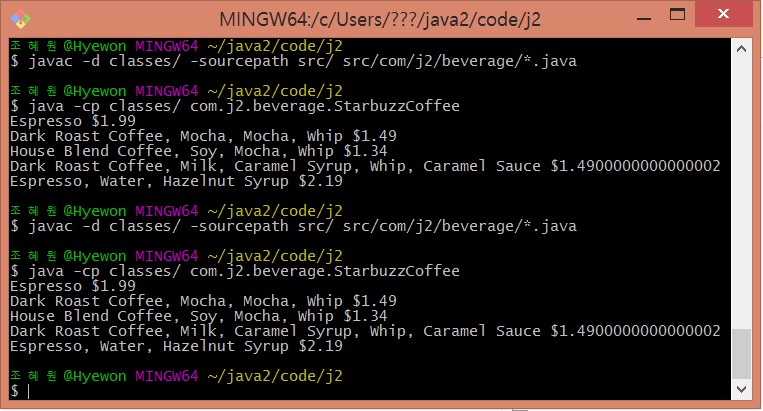 MINGW64:/c/Users/???/java2/code/j2
조 혜 원@Hyewon MINGW64 ~/java2/code/j2
$ javac -d classes/ -sourcepath src/ src/com/j2/beverage/*.java
조 혜 원@Hyewon MINGW64 ~/java2/code/j2
$ java -cp classes/ com.j2.beverage.StarbuzzCoffee
Espresso $1.99
Dark Roast Coffee, Mocha, Mocha, Whip $1.49
House Blend Coffee, Soy, Mocha, Whip $1.34
Dark Roast Coffee, Milk, Caramel Syrup, Whip, Caramel Sauce $1.4900000000000002
Espresso, Water, Hazelnut Syrup $2.19
조 혜 원@Hyewon MINGW64 ~/java2/code/j2
$ javac -d classes/ -sourcepath src/ src/com/j2/beverage/*.java
조 혜 원@Hyewon MINGW64 ~/java2/code/j2
$ java -cp classes/ com.j2.beverage.StarbuzzCoffee
Espresso $1.99
Dark Roast Coffee, Mocha, Mocha, Whip $1.49
House Blend Coffee, Soy, Mocha, Whip $1.34
Dark Roast Coffee, Milk, Caramel Syrup, Whip, Caramel Sauce $1.4900000000000002
Espresso, Water, Hazelnut Syrup $2.19
조 혜 원@Hyewon MINGW64 ~/java2/code/j2
$